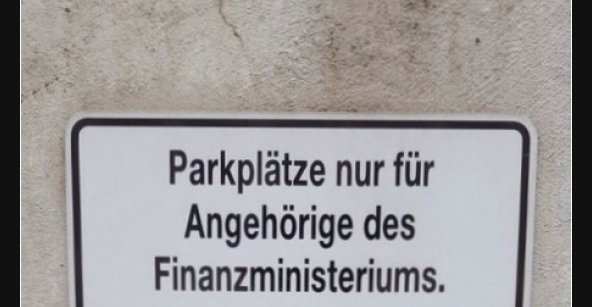 Parkplätze nur für
Angehörige des
Finanzministeriums.